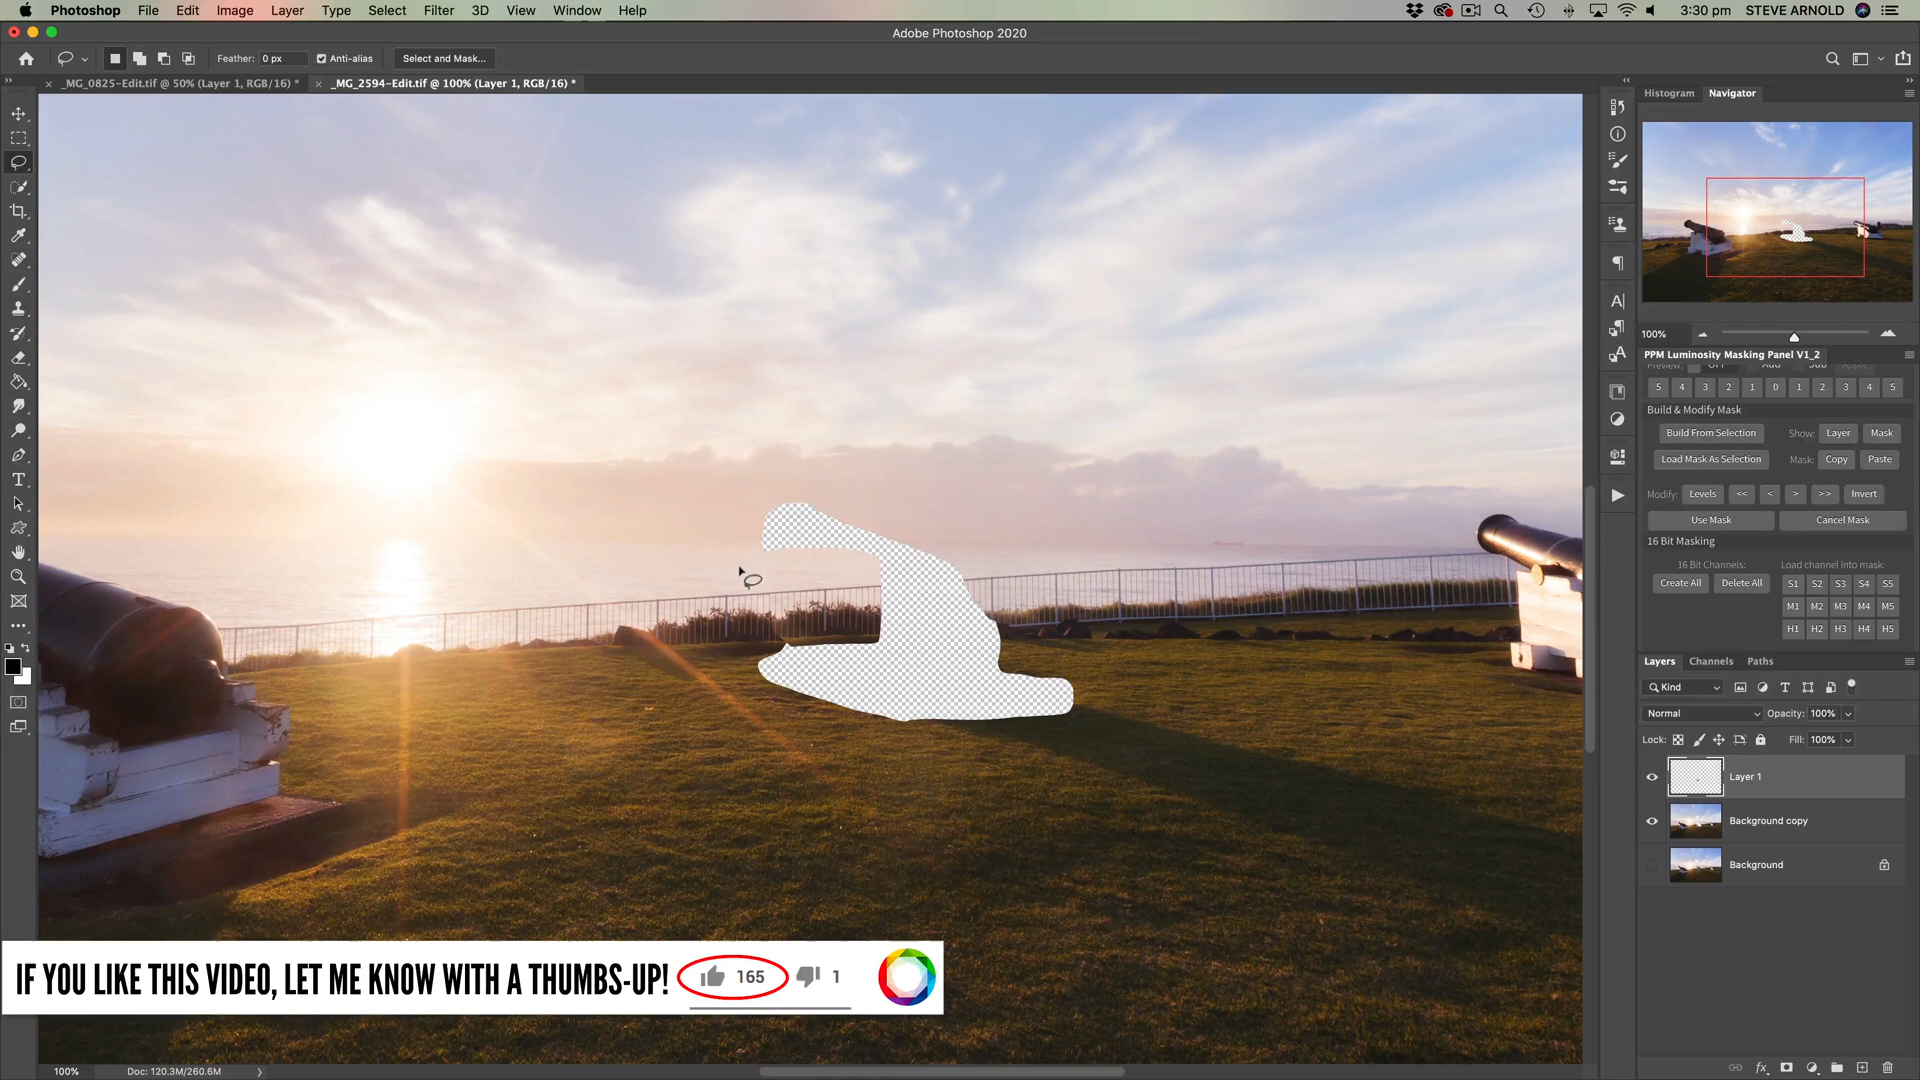 Photoshop File Edit Image Layer Type Select Filter 3D View Window Help 3:30 pm STEVE ARNOLD
Adobe Photoshop 2020
Feather: 0 px Anti-alias Select and Mask...
_MG_0825-Edit.tif @ 50% (Layer 1, RGB/16) * _MG_2594-Edit.tif @ 100% (Layer 1, RGB/16) *
Histogram Navigator
100%
PPM Luminosity Masking Panel V1_2
Preview: Off Add Sub Apply
5 4 3 2 1 0 1 2 3 4 5
Build & Modify Mask
Build From Selection Show: Layer Mask
Load Mask As Selection Mask: Copy Paste
Modify: Levels << < > >> Invert
Use Mask Cancel Mask
16 Bit Masking
16 Bit Channels: Load channel into mask:
Create All Delete All S1 S2 S3 S4 S5
M1 M2 M3 M4 M5
H1 H2 H3 H4 H5
Layers Channels Paths
Kind
Normal Opacity: 100%
Lock: Fill: 100%
Layer 1
Background copy
Background
IF YOU LIKE THIS VIDEO, LET ME KNOW WITH A THUMBS-UP! 165 1
100% Doc: 120.3M/260.6M